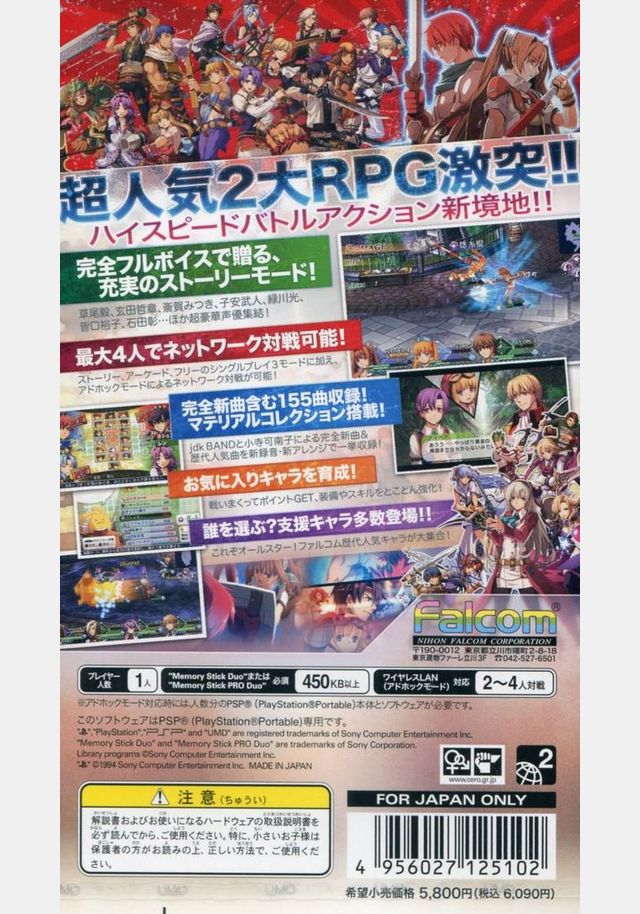 超人気2大RPG激突!!
ハイスピードバトルアクション新境地!!
完全フルボイスで贈る、
充実のストーリーモード!
草尾毅、玄田哲章、斎賀みつき、子安武人、緑川光、
皆口裕子、石田彰…ほか超豪華声優集結!
最大4人でネットワーク対戦可能!
ストーリー、アーケード、フリーのシングルプレイ3モードに加え、
アドホックモードによるネットワーク対戦が可能!
完全新曲含む155曲収録!
マテリアルコレクション搭載!
jdk BANDと小寺可南子による完全新曲&
歴代人気曲を新録音・新アレンジで一挙収録!
お気に入りキャラを育成!
戦いまくってポイントGET、装備やスキルをとことん強化!
誰を選ぶ?支援キャラ多数登場!!
これぞオールスター!ファルコム歴代人気キャラが大集合!
Falcom®
NIHON FALCOM CORPORATION
〒190-0012 東京都立川市曙町2-8-18
東京建物ファーレ立川3F ☎042-527-6501
プレイヤー人数 1人
"Memory Stick Duo"または
"Memory Stick PRO Duo" 必須 450KB以上
ワイヤレスLAN
(アドホックモード) 対応 2~4人対戦
※アドホックモード対応時には人数分のPSP® (PlayStation®Portable)本体とソフトウェアが必要です。
このソフトウェアはPSP® (PlayStation®Portable)専用です。
"PlayStation", and "UMD" are registered trademarks of Sony Computer Entertainment Inc.
"Memory Stick Duo" and "Memory Stick PRO Duo" are trademarks of Sony Corporation.
Library programs ©Sony Computer Entertainment Inc.
©1994 Sony Computer Entertainment Inc. MADE IN JAPAN
www.cero.gr.jp
2
注意(ちゅうい)
解説書およびお使いになるハードウェアの取扱説明書を
必ず読んでから、ご使用ください。特に、小さいお子様は
保護者の方がお読みの上、正しい方法で、ご使用くだ
さい。
FOR JAPAN ONLY
4 956027 125102
希望小売価格 5,800円(税込 6,090円)
UMD UMD UMD